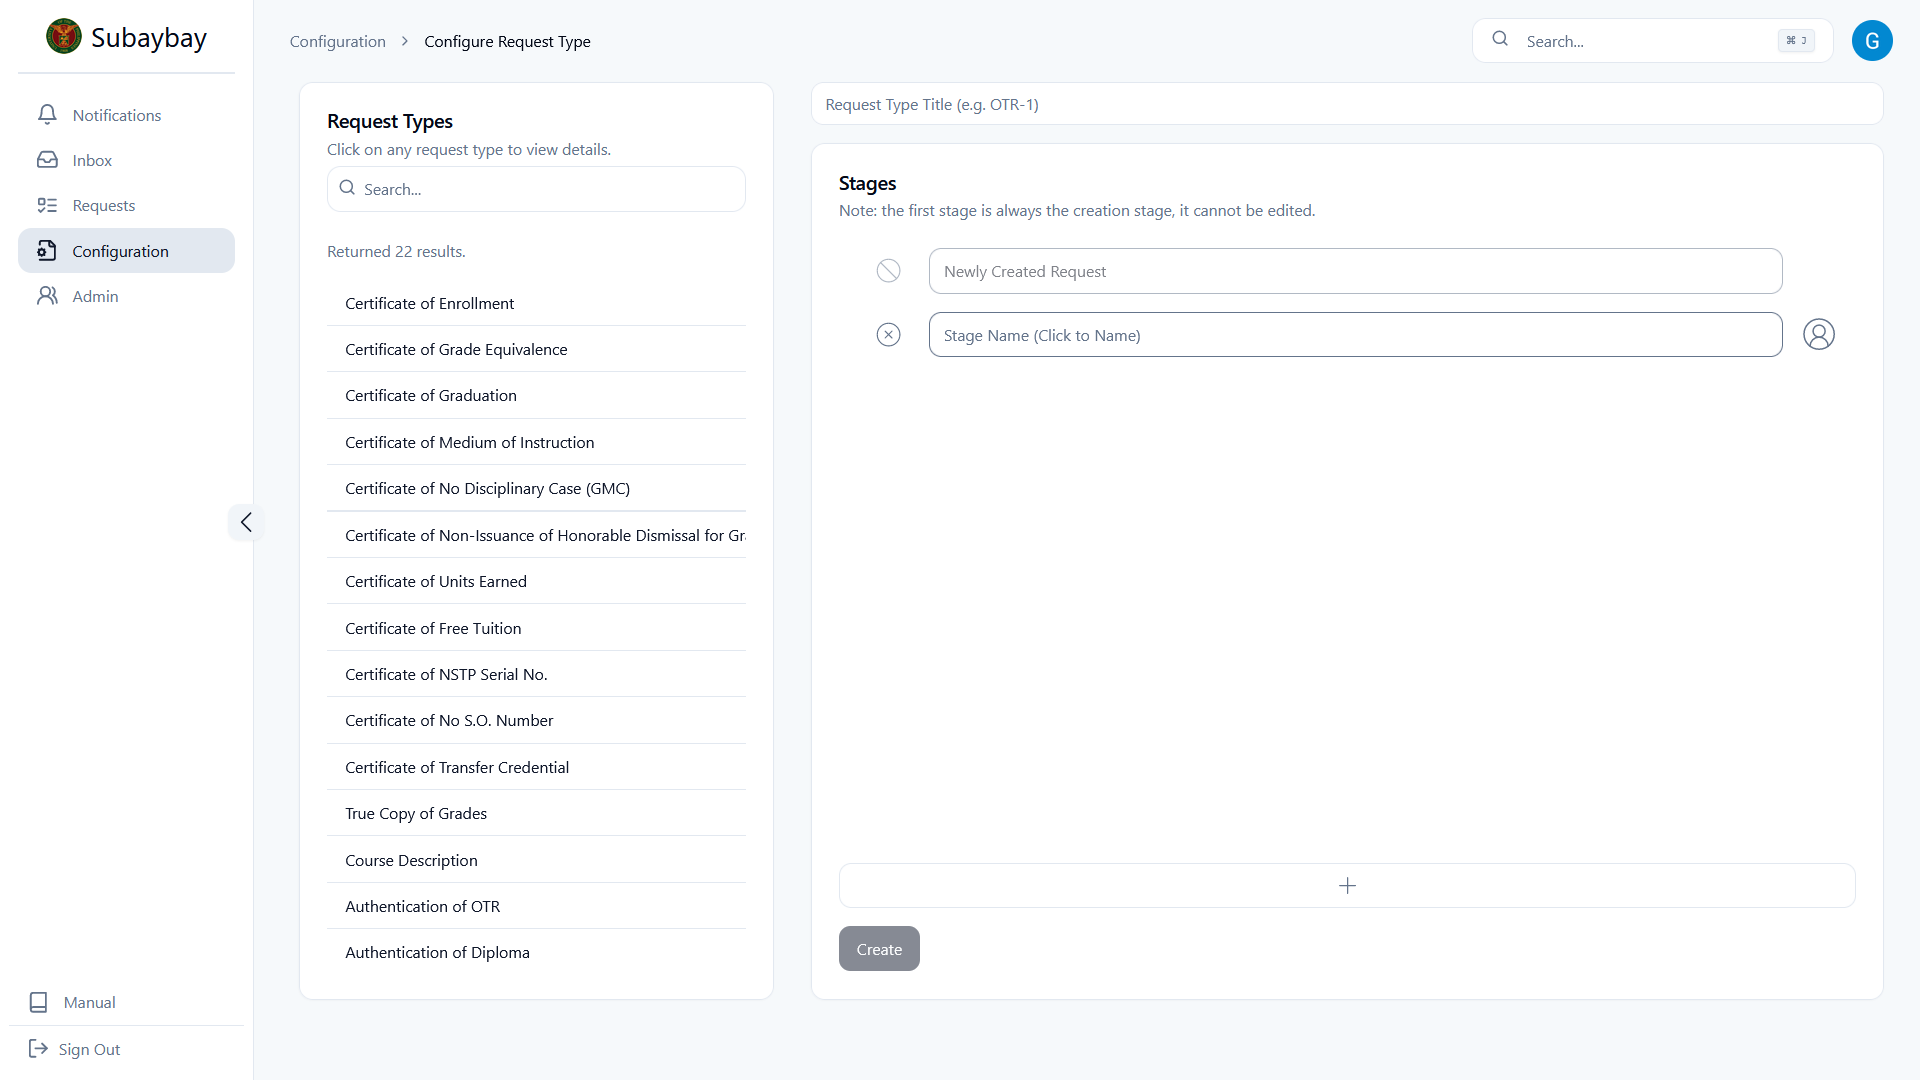 Subaybay
Notifications
Inbox
Requests
Configuration
Admin
Manual
Sign Out
Configuration > Configure Request Type
Search...
⌘ J
G
Request Types
Click on any request type to view details.
Search...
Returned 22 results.
Certificate of Enrollment
Certificate of Grade Equivalence
Certificate of Graduation
Certificate of Medium of Instruction
Certificate of No Disciplinary Case (GMC)
Certificate of Non-Issuance of Honorable Dismissal for Gr
Certificate of Units Earned
Certificate of Free Tuition
Certificate of NSTP Serial No.
Certificate of No S.O. Number
Certificate of Transfer Credential
True Copy of Grades
Course Description
Authentication of OTR
Authentication of Diploma
Request Type Title (e.g. OTR-1)
Stages
Note: the first stage is always the creation stage, it cannot be edited.
Newly Created Request
Stage Name (Click to Name)
Create